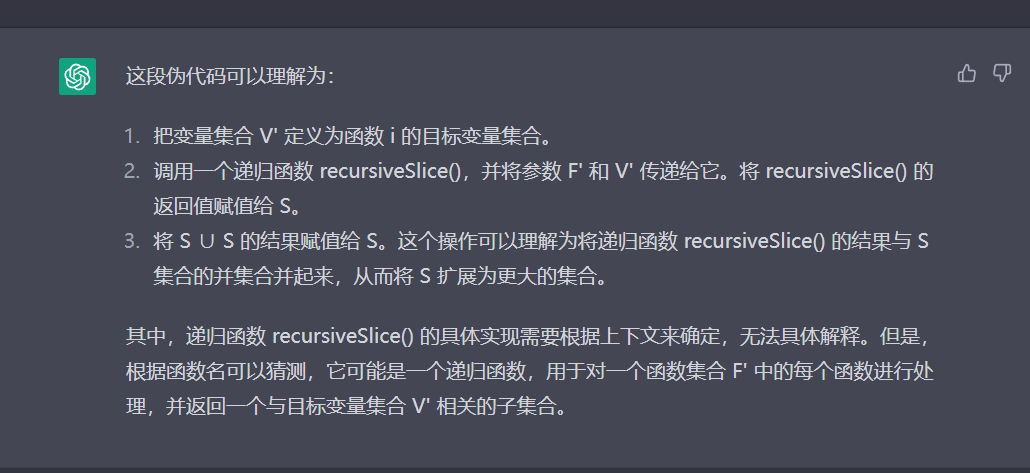 这段伪代码可以理解为：
1. 把变量集合 V' 定义为函数 i 的目标变量集合。
2. 调用一个递归函数 recursiveSlice()，并将参数 F' 和 V' 传递给它。将 recursiveSlice() 的
返回值赋值给 S。
3. 将 S ∪ S 的结果赋值给 S。这个操作可以理解为将递归函数 recursiveSlice() 的结果与 S
集合的并集合并起来，从而将 S 扩展为更大的集合。
其中，递归函数 recursiveSlice() 的具体实现需要根据上下文来确定，无法具体解释。但是，
根据函数名可以猜测，它可能是一个递归函数，用于对一个函数集合 F' 中的每个函数进行处
理，并返回一个与目标变量集合 V' 相关的子集合。